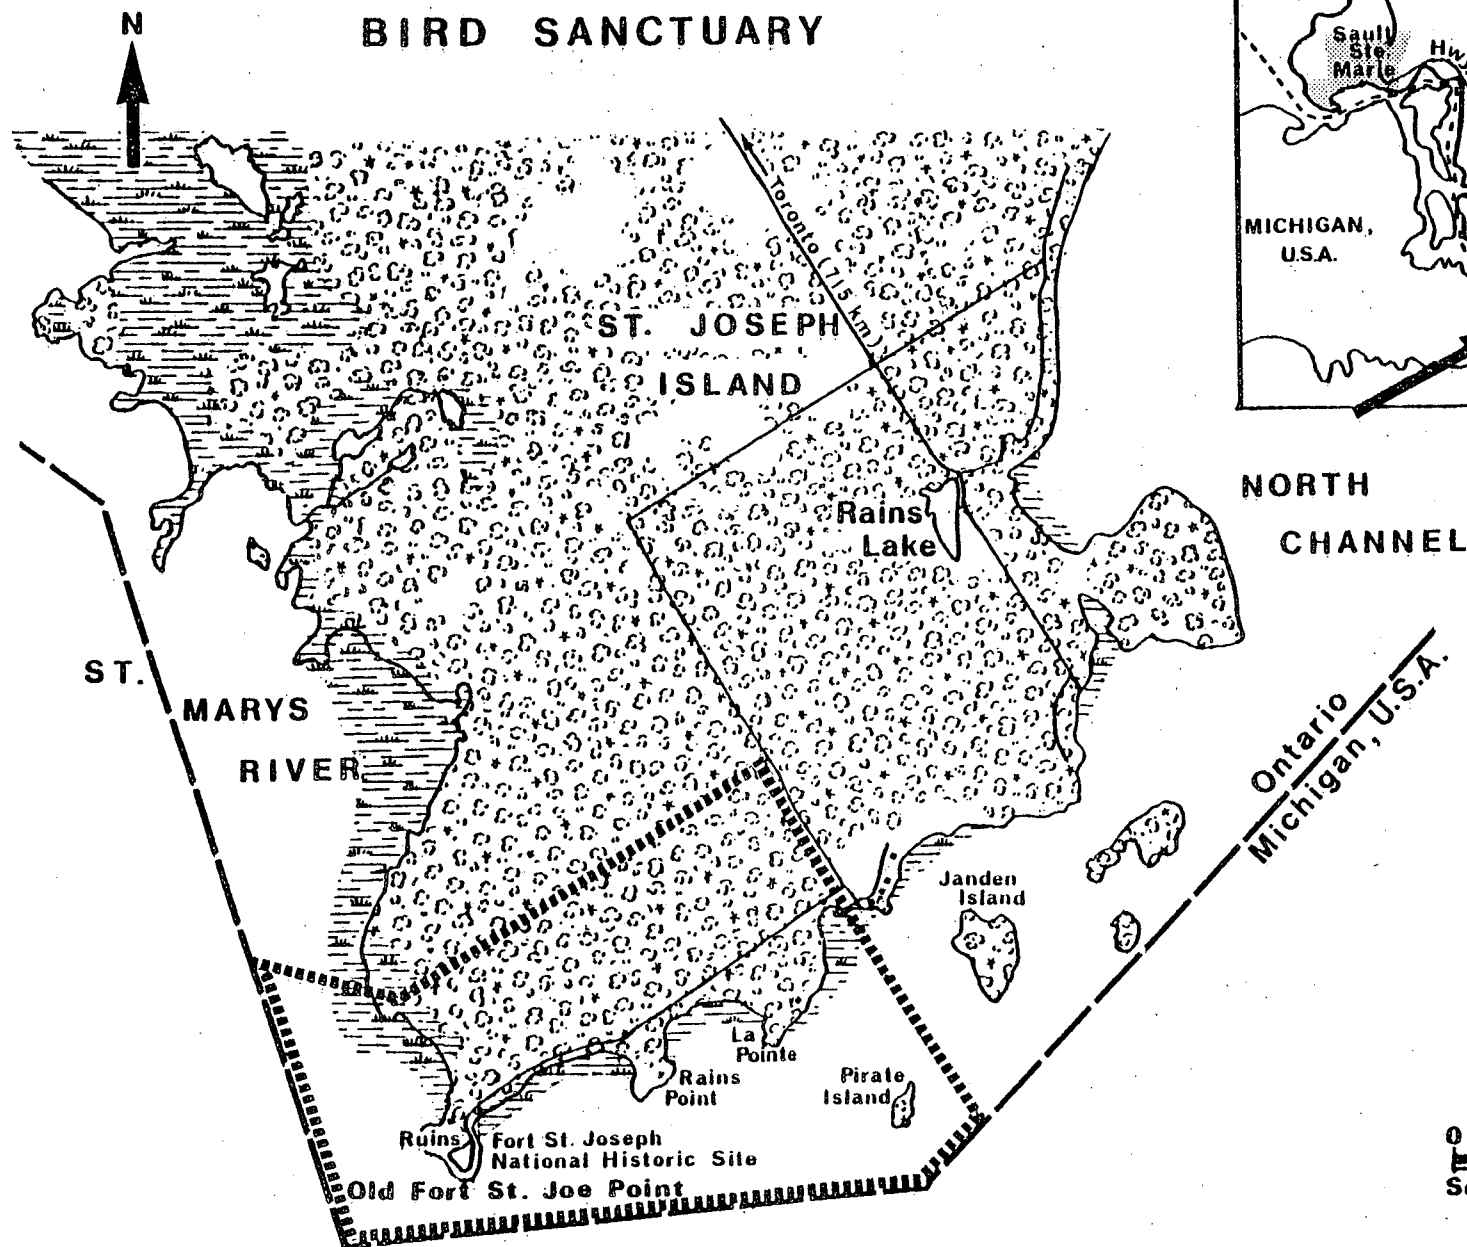 N
BIRD SANCTUARY
Sault
Ste.
Marie
MICHIGAN,
U.S.A.
Toronto (715 km)
ST. JOSEPH
ISLAND
Rains
Lake
NORTH
CHANNEL
ST.
MARYS
RIVER
Ontario
Michigan, U.S.A.
Janden
Island
La
Pointe
Rains
Point
Pirate
Island
Ruins
Fort St. Joseph
National Historic Site
Old Fort St. Joe Point